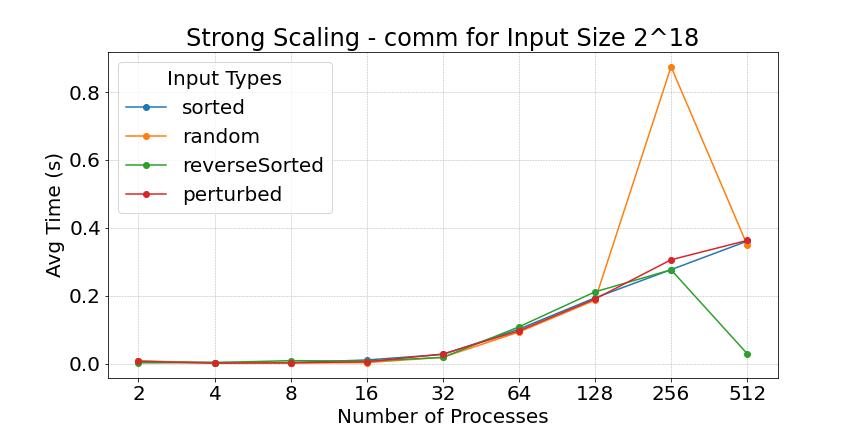 Strong Scaling - comm for Input Size 2^18
Input Types
sorted
random
reverseSorted
perturbed
Avg Time (s)
0.8
0.6
0.4
0.2
0.0
2 4 8 16 32 64 128 256 512
Number of Processes